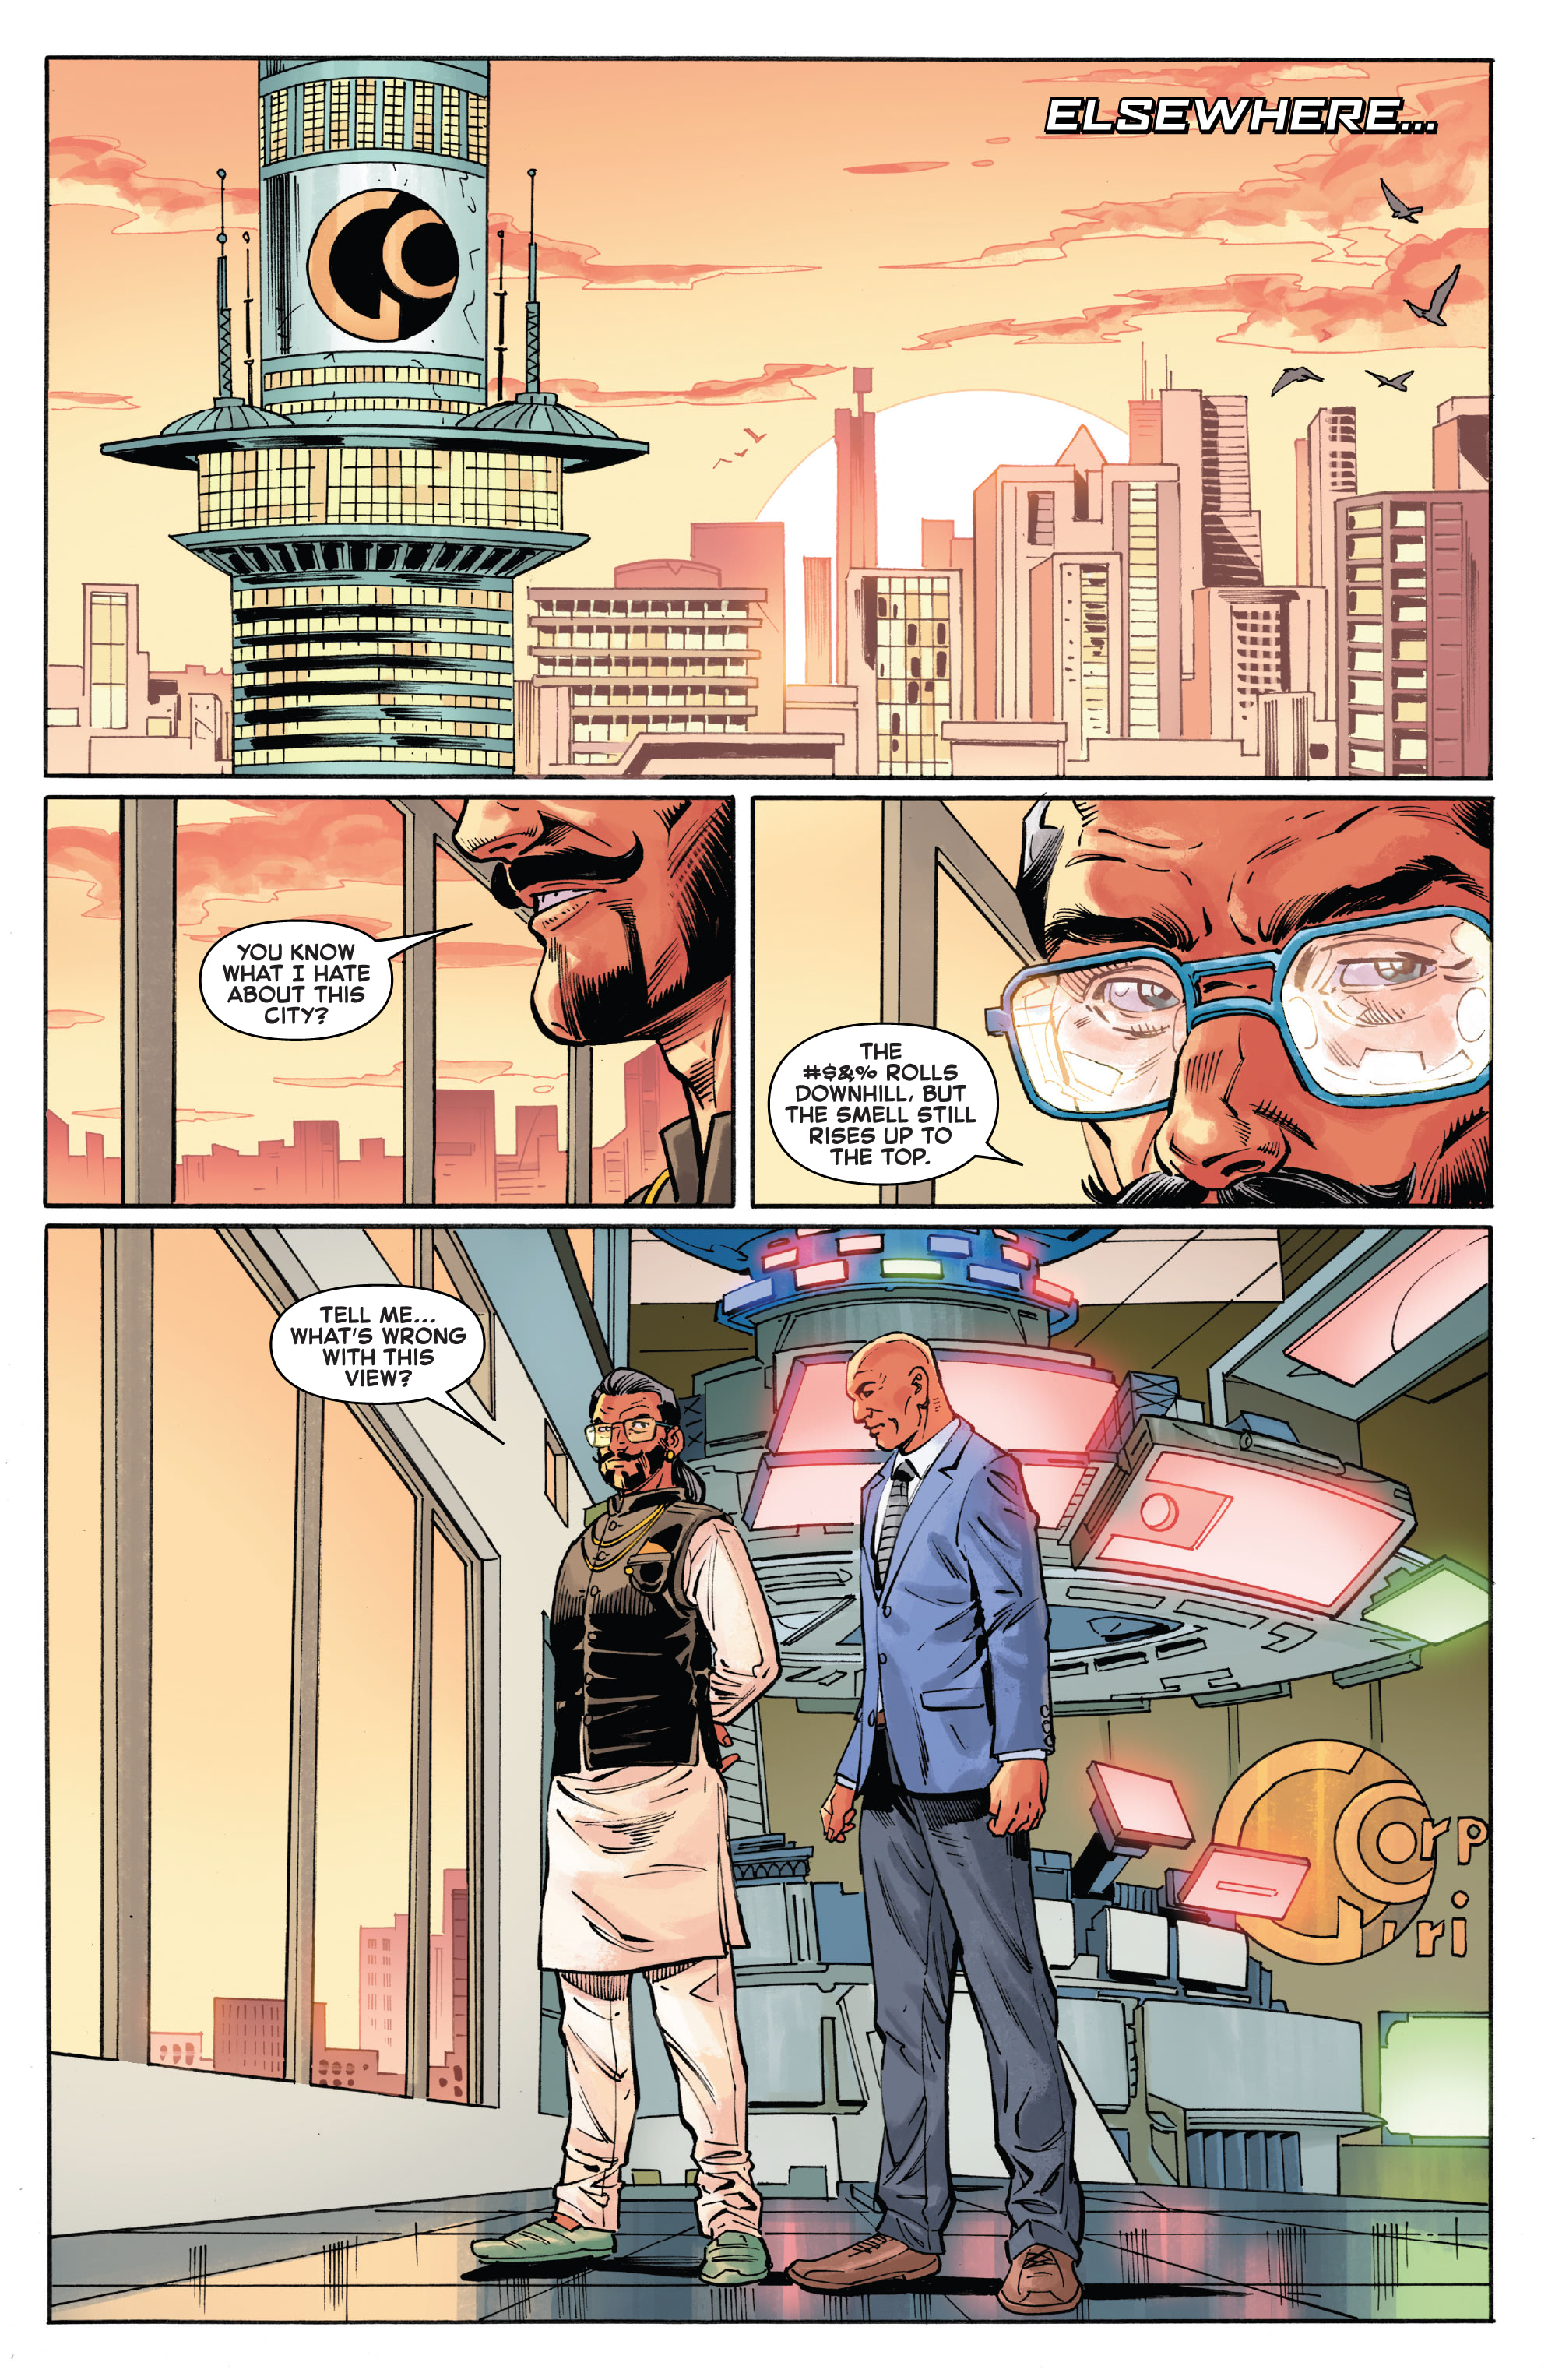 ELSEWHERE...
YOU KNOW
WHAT I HATE
ABOUT THIS
CITY?
THE
#$&% ROLLS
DOWNHILL, BUT
THE SMELL STILL
RISES UP TO
THE TOP.
TELL ME...
WHAT'S WRONG
WITH THIS
VIEW?
Corp